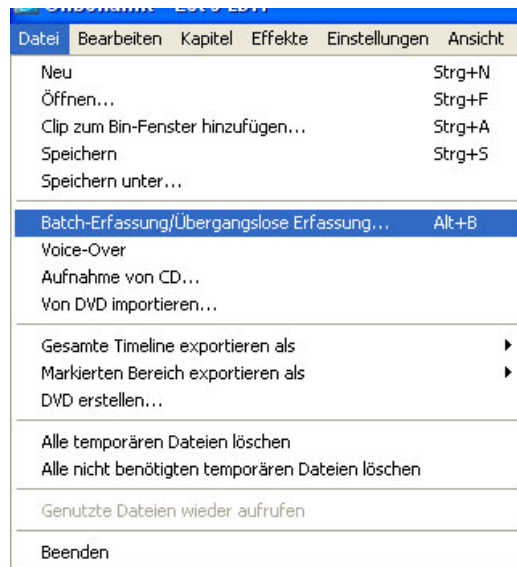 Unbenannt - Let's EDIT
Datei Bearbeiten Kapitel Effekte Einstellungen Ansicht
Neu Strg+N
Öffnen... Strg+F
Clip zum Bin-Fenster hinzufügen... Strg+A
Speichern Strg+S
Speichern unter...
Batch-Erfassung/Übergangslose Erfassung... Alt+B
Voice-Over
Aufnahme von CD...
Von DVD importieren...
Gesamte Timeline exportieren als
Markierten Bereich exportieren als
DVD erstellen...
Alle temporären Dateien löschen
Alle nicht benötigten temporären Dateien löschen
Genutzte Dateien wieder aufrufen
Beenden